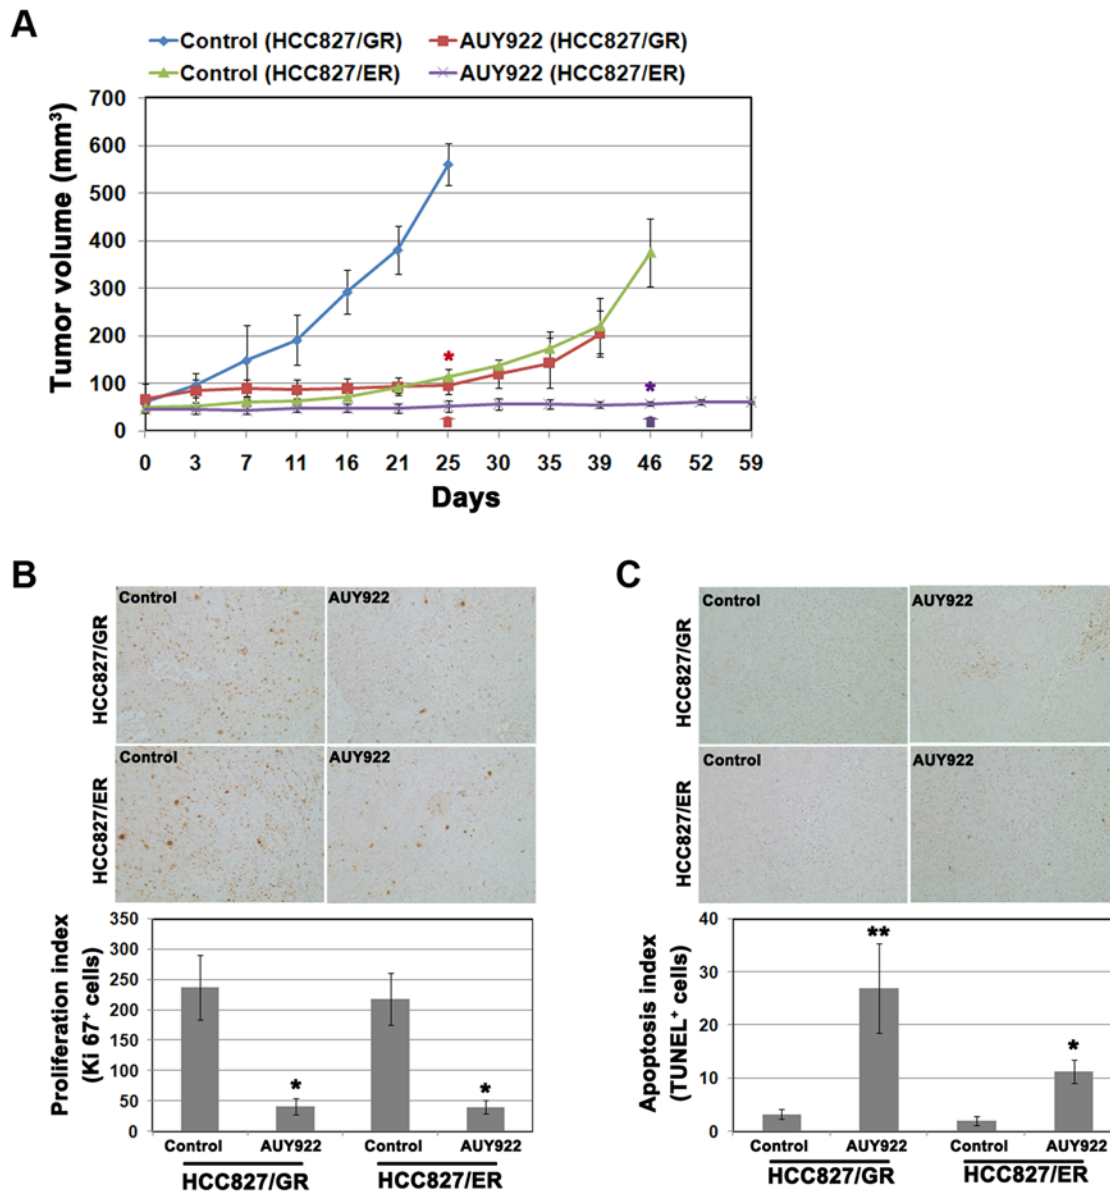 A
Control (HCC827/GR) AUY922 (HCC827/GR)
Control (HCC827/ER) AUY922 (HCC827/ER)
Tumor volume (mm³)
700
600
500
400
300
200
100
0
*
*
0 3 7 11 16 21 25 30 35 39 46 52 59
Days
B
HCC827/GR
Control AUY922
HCC827/ER
Control AUY922
Proliferation index
(Ki 67⁺ cells)
350
300
250
200
150
100
50
0
* *
Control AUY922 Control AUY922
HCC827/GR HCC827/ER
C
HCC827/GR
Control AUY922
HCC827/ER
Control AUY922
Apoptosis index
(TUNEL⁺ cells)
40
30
20
10
0
**
*
Control AUY922 Control AUY922
HCC827/GR HCC827/ER